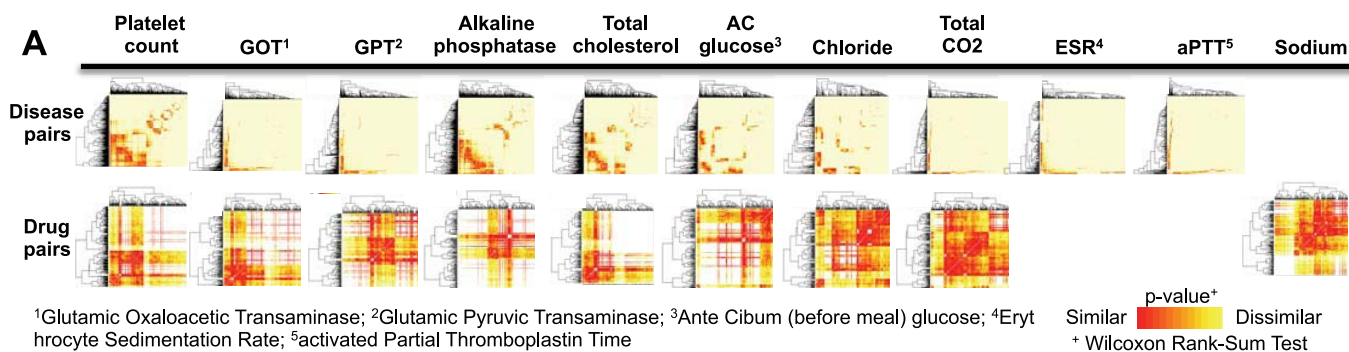 A
Platelet count
GOT¹
GPT²
Alkaline phosphatase
Total cholesterol
AC glucose³
Chloride
Total CO2
ESR⁴
aPTT⁵
Sodium
Disease pairs
Drug pairs
¹Glutamic Oxaloacetic Transaminase; ²Glutamic Pyruvic Transaminase; ³Ante Cibum (before meal) glucose; ⁴Eryt
hrocyte Sedimentation Rate; ⁵activated Partial Thromboplastin Time
p-value⁺
Similar
Dissimilar
⁺ Wilcoxon Rank-Sum Test